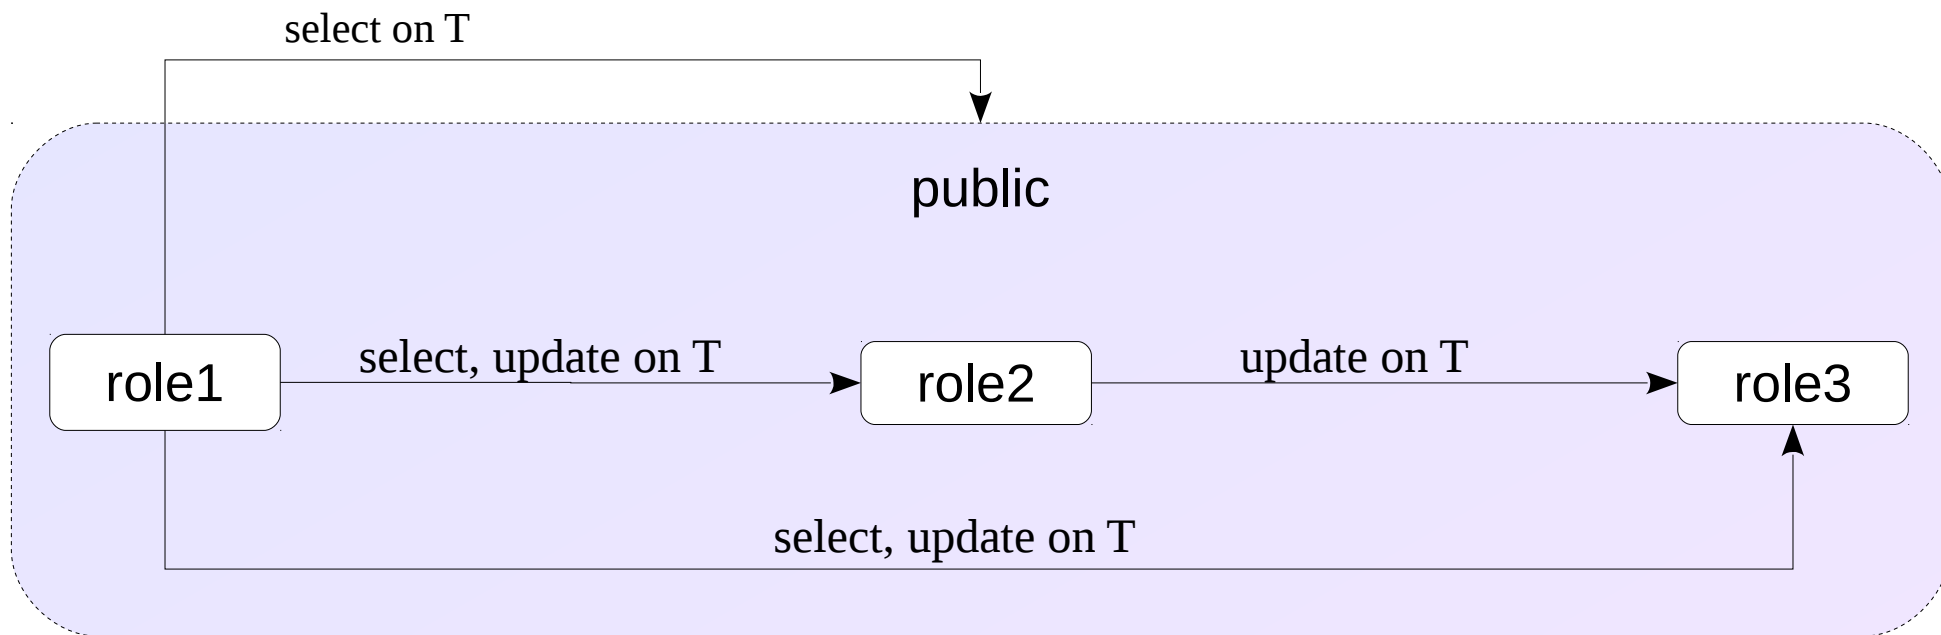 select on T
public
role1
select, update on T
role2
update on T
role3
select, update on T